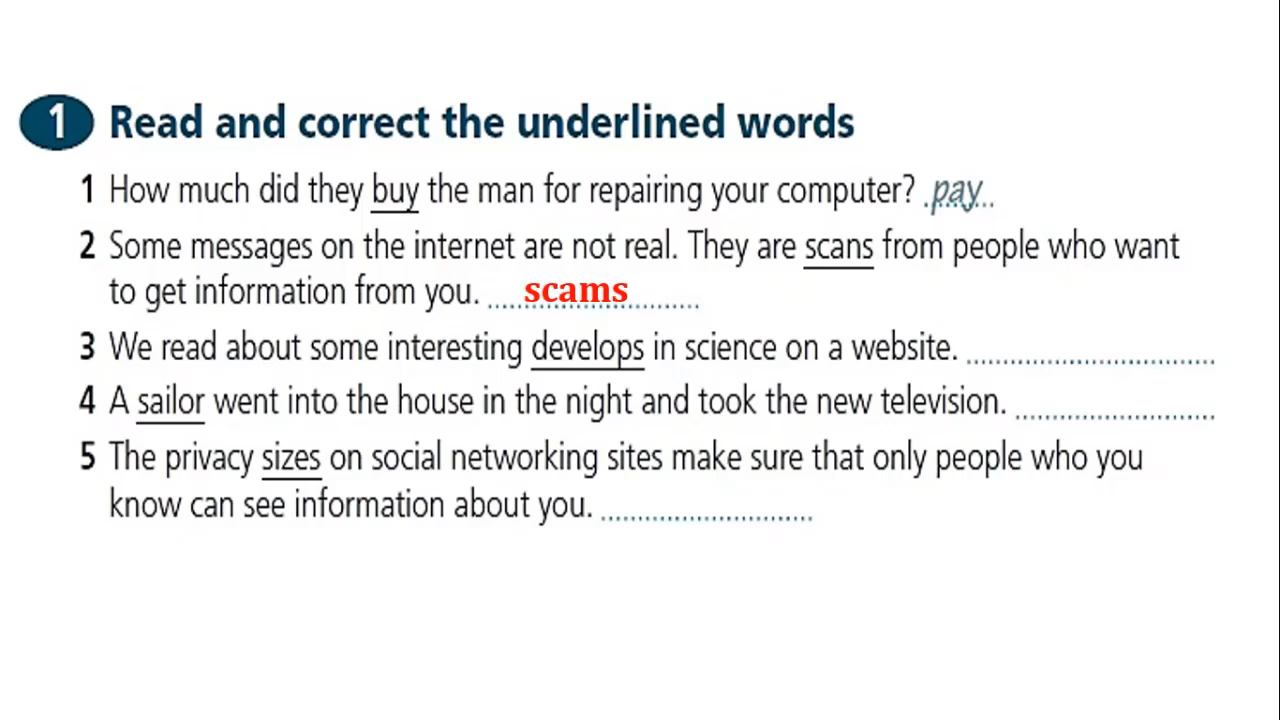 1 Read and correct the underlined words
1 How much did they buy the man for repairing your computer? pay
2 Some messages on the internet are not real. They are scans from people who want
to get information from you. scams
3 We read about some interesting develops in science on a website.
4 A sailor went into the house in the night and took the new television.
5 The privacy sizes on social networking sites make sure that only people who you
know can see information about you.